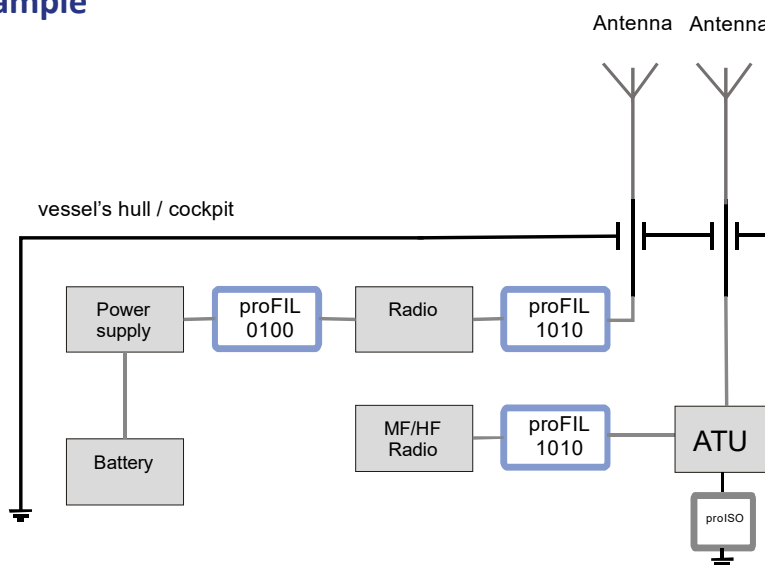 ample
Antenna Antenna
vessel's hull / cockpit
Power
supply
proFIL
0100
Radio
proFIL
1010
MF/HF
Radio
proFIL
1010
ATU
Battery
proISO